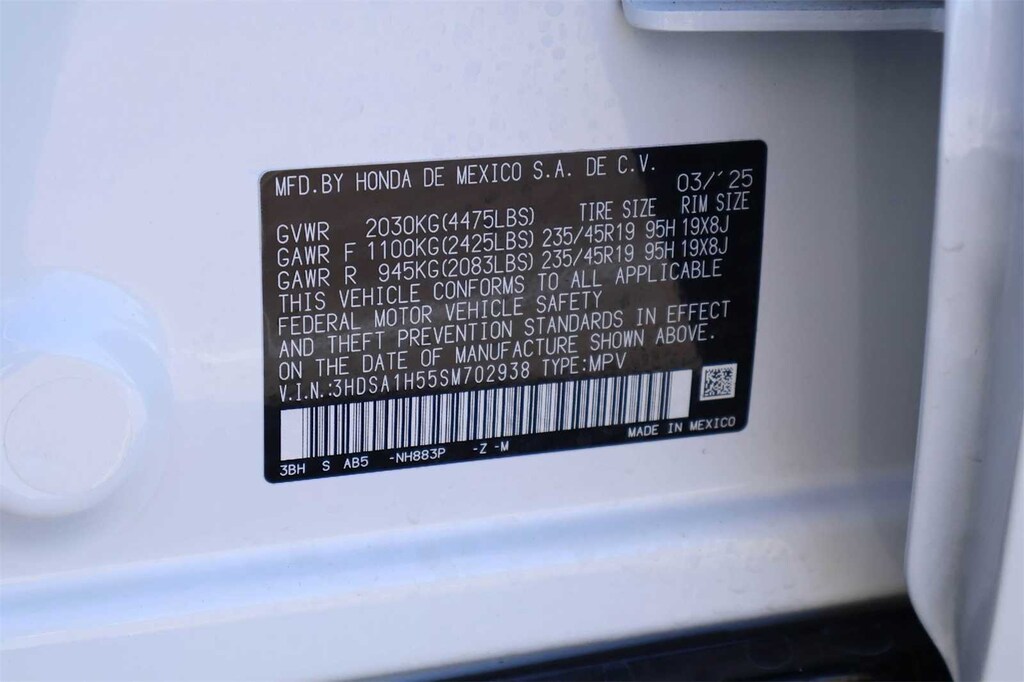 MFD.BY HONDA DE MEXICO S.A. DE C.V. 03/'25
TIRE SIZE RIM SIZE
GVWR 2030KG(4475LBS)
GAWR F 1100KG(2425LBS) 235/45R19 95H 19X8J
GAWR R 945KG(2083LBS) 235/45R19 95H 19X8J
THIS VEHICLE CONFORMS TO ALL APPLICABLE
FEDERAL MOTOR VEHICLE SAFETY
AND THEFT PREVENTION STANDARDS IN EFFECT
ON THE DATE OF MANUFACTURE SHOWN ABOVE.
V.I.N.:3HDSA1H55SM702938 TYPE:MPV
MADE IN MEXICO
3BH S AB5 -NH883P -Z -M